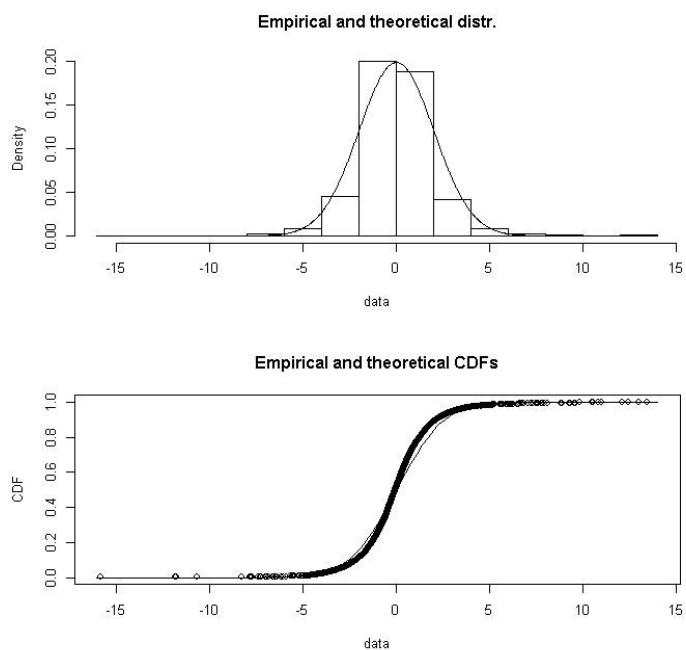 Empirical and theoretical distr.
Density
0.00 0.05 0.10 0.15 0.20
-15 -10 -5 0 5 10 15
data
Empirical and theoretical CDFs
CDF
0.0 0.2 0.4 0.6 0.8 1.0
-15 -10 -5 0 5 10 15
data